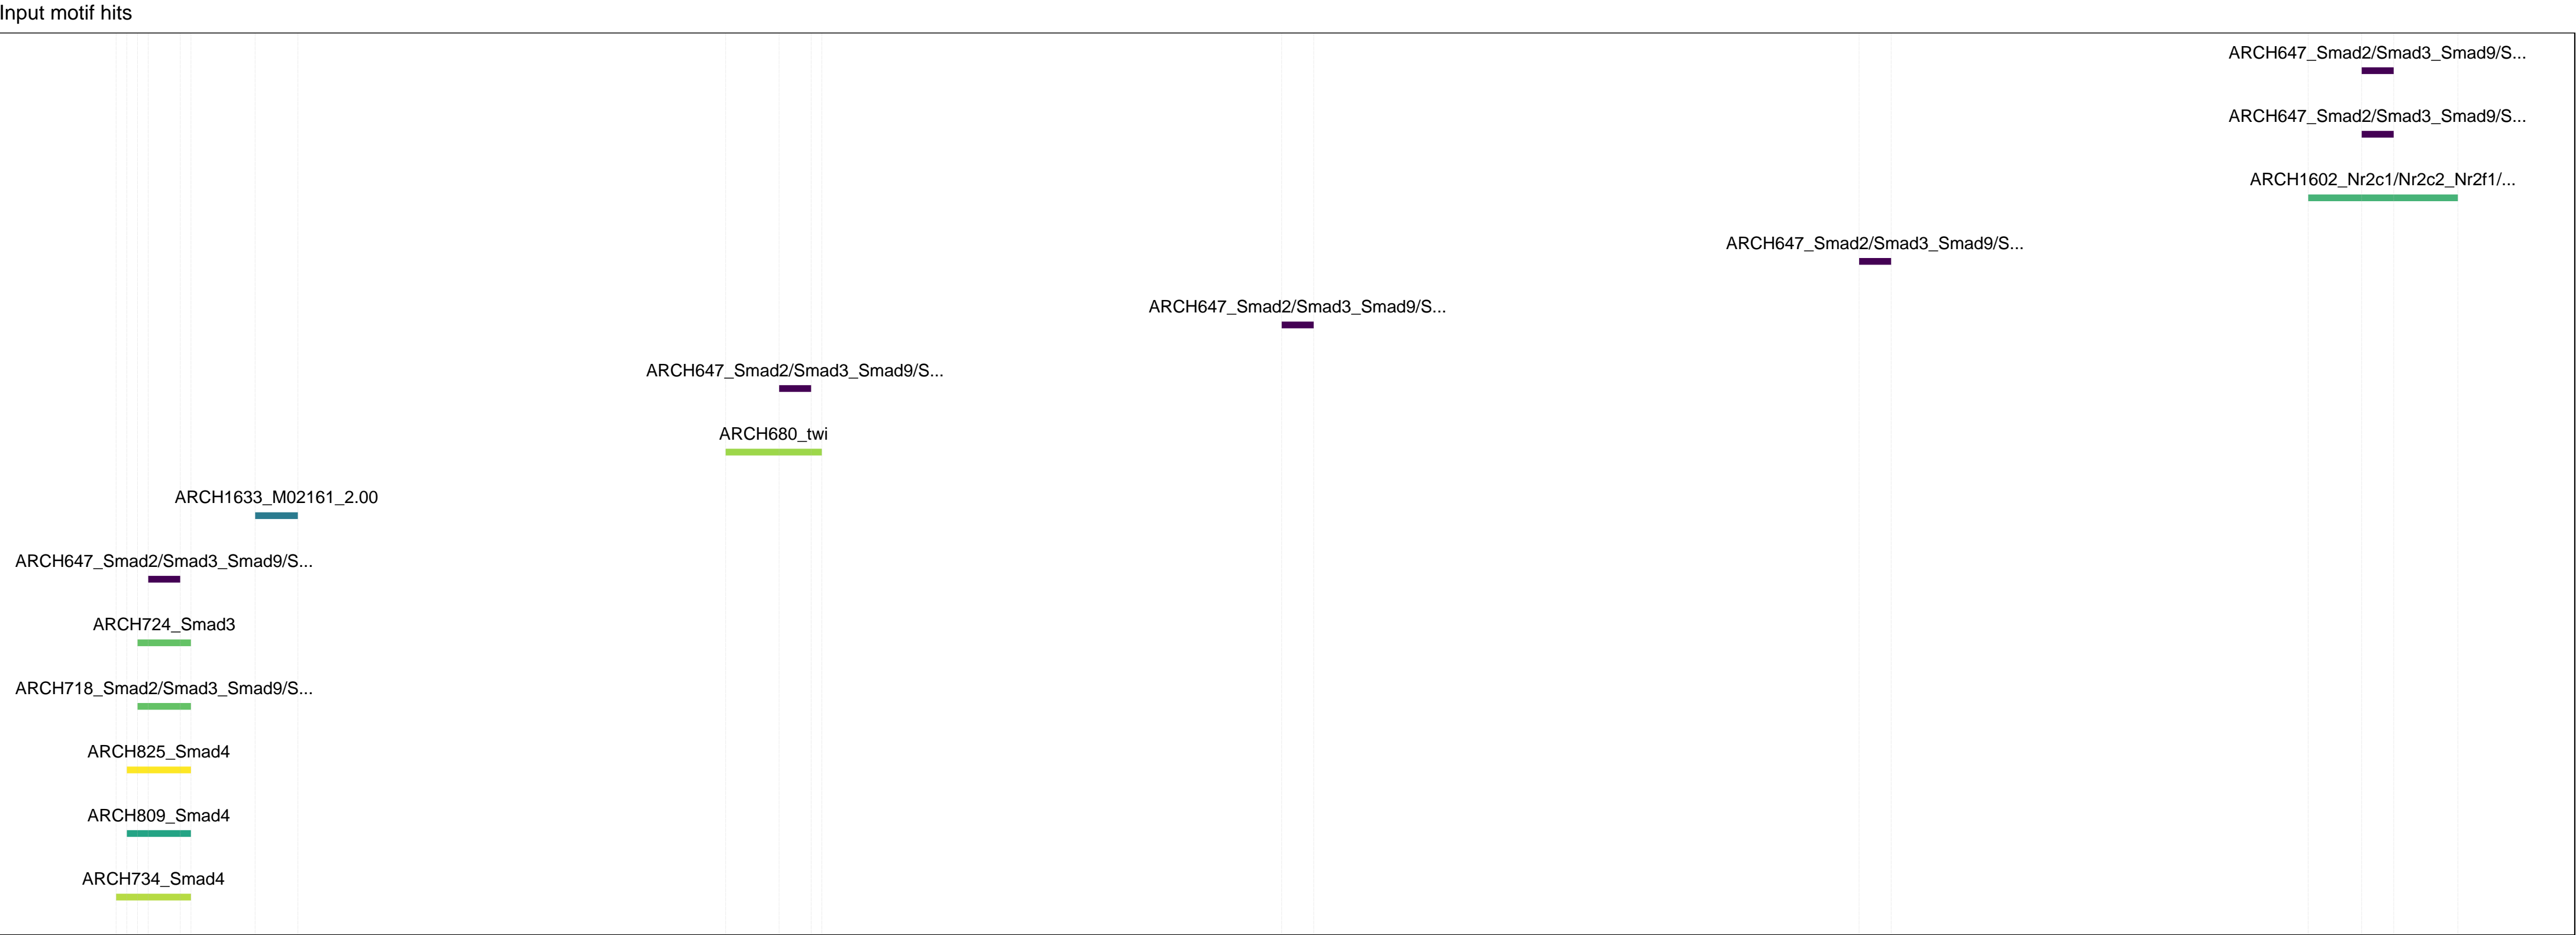 Input motif hits
ARCH647_Smad2/Smad3_Smad9/S...
ARCH647_Smad2/Smad3_Smad9/S...
ARCH1602_Nr2c1/Nr2c2_Nr2f1/...
ARCH647_Smad2/Smad3_Smad9/S...
ARCH647_Smad2/Smad3_Smad9/S...
ARCH647_Smad2/Smad3_Smad9/S...
ARCH680_twi
ARCH1633_M02161_2.00
ARCH647_Smad2/Smad3_Smad9/S...
ARCH724_Smad3
ARCH718_Smad2/Smad3_Smad9/S...
ARCH825_Smad4
ARCH809_Smad4
ARCH734_Smad4